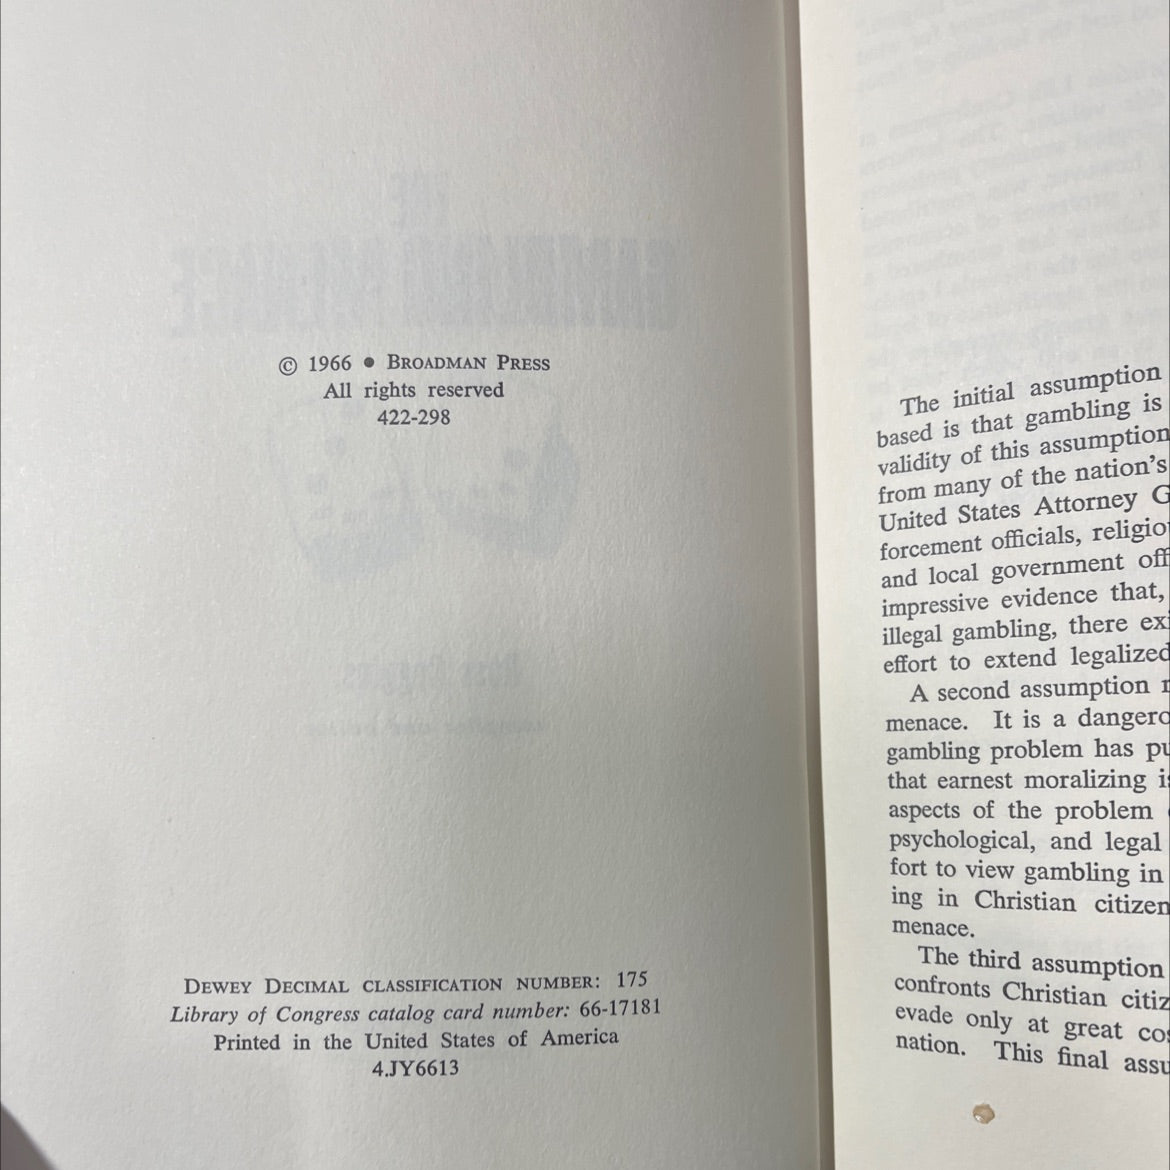 © 1966 • BROADMAN PRESS
All rights reserved
422-298
DEWEY DECIMAL CLASSIFICATION NUMBER: 175
Library of Congress catalog card number: 66-17181
Printed in the United States of America
4.JY6613
The initial assumption
based is that gambling is
validity of this assumption
from many of the nation's
United States Attorney G
forcement officials, religio
and local government off
impressive evidence that,
illegal gambling, there exi
effort to extend legalized
A second assumption
menace. It is a dangero
gambling problem has pu
that earnest moralizing is
aspects of the problem
psychological, and legal
fort to view gambling in
ing in Christian citizen
menace.
The third assumption
confronts Christian citiz
evade only at great cos
nation. This final assu